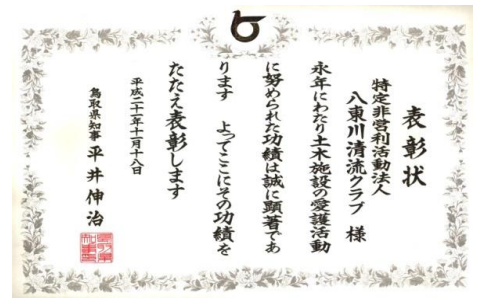 表彰状
特定非営利活動法人
八東川清流クラブ 様
永年にわたり土木施設の愛護活動
に努められた功績は誠に顕著であ
ります よってここにその功績を
たたえ表彰します
平成二十一年十一月十八日
鳥取県知事 平井伸治